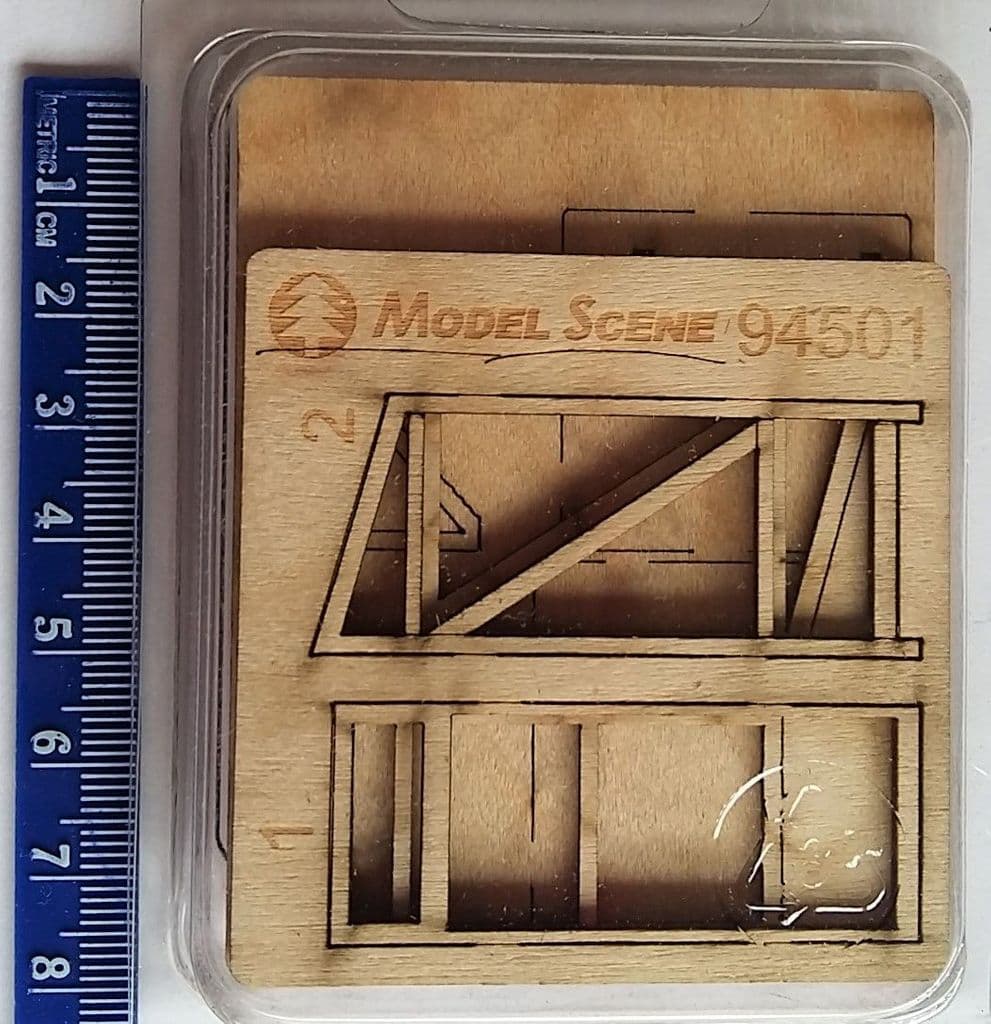 METRIC 1 CM 2 3 4 5 6 7 8
MODEL SCENE 94501
2
1